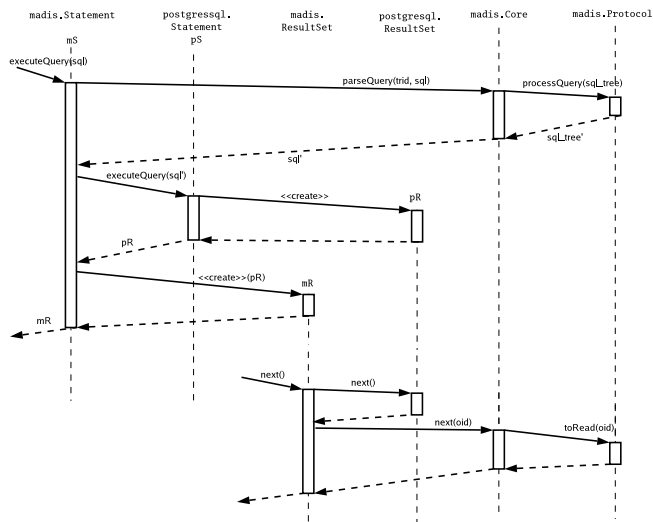 madis.Statement
postgressql.
Statement
madis.
ResultSet
postgresql.
ResultSet
madis.Core
madis.Protocol
mS
pS
executeQuery(sql)
parseQuery(trid, sql)
processQuery(sql_tree)
sql_tree'
sql'
executeQuery(sql')
<<create>>
pR
pR
<<create>>(pR)
mR
mR
next()
next()
next(oid)
toRead(oid)